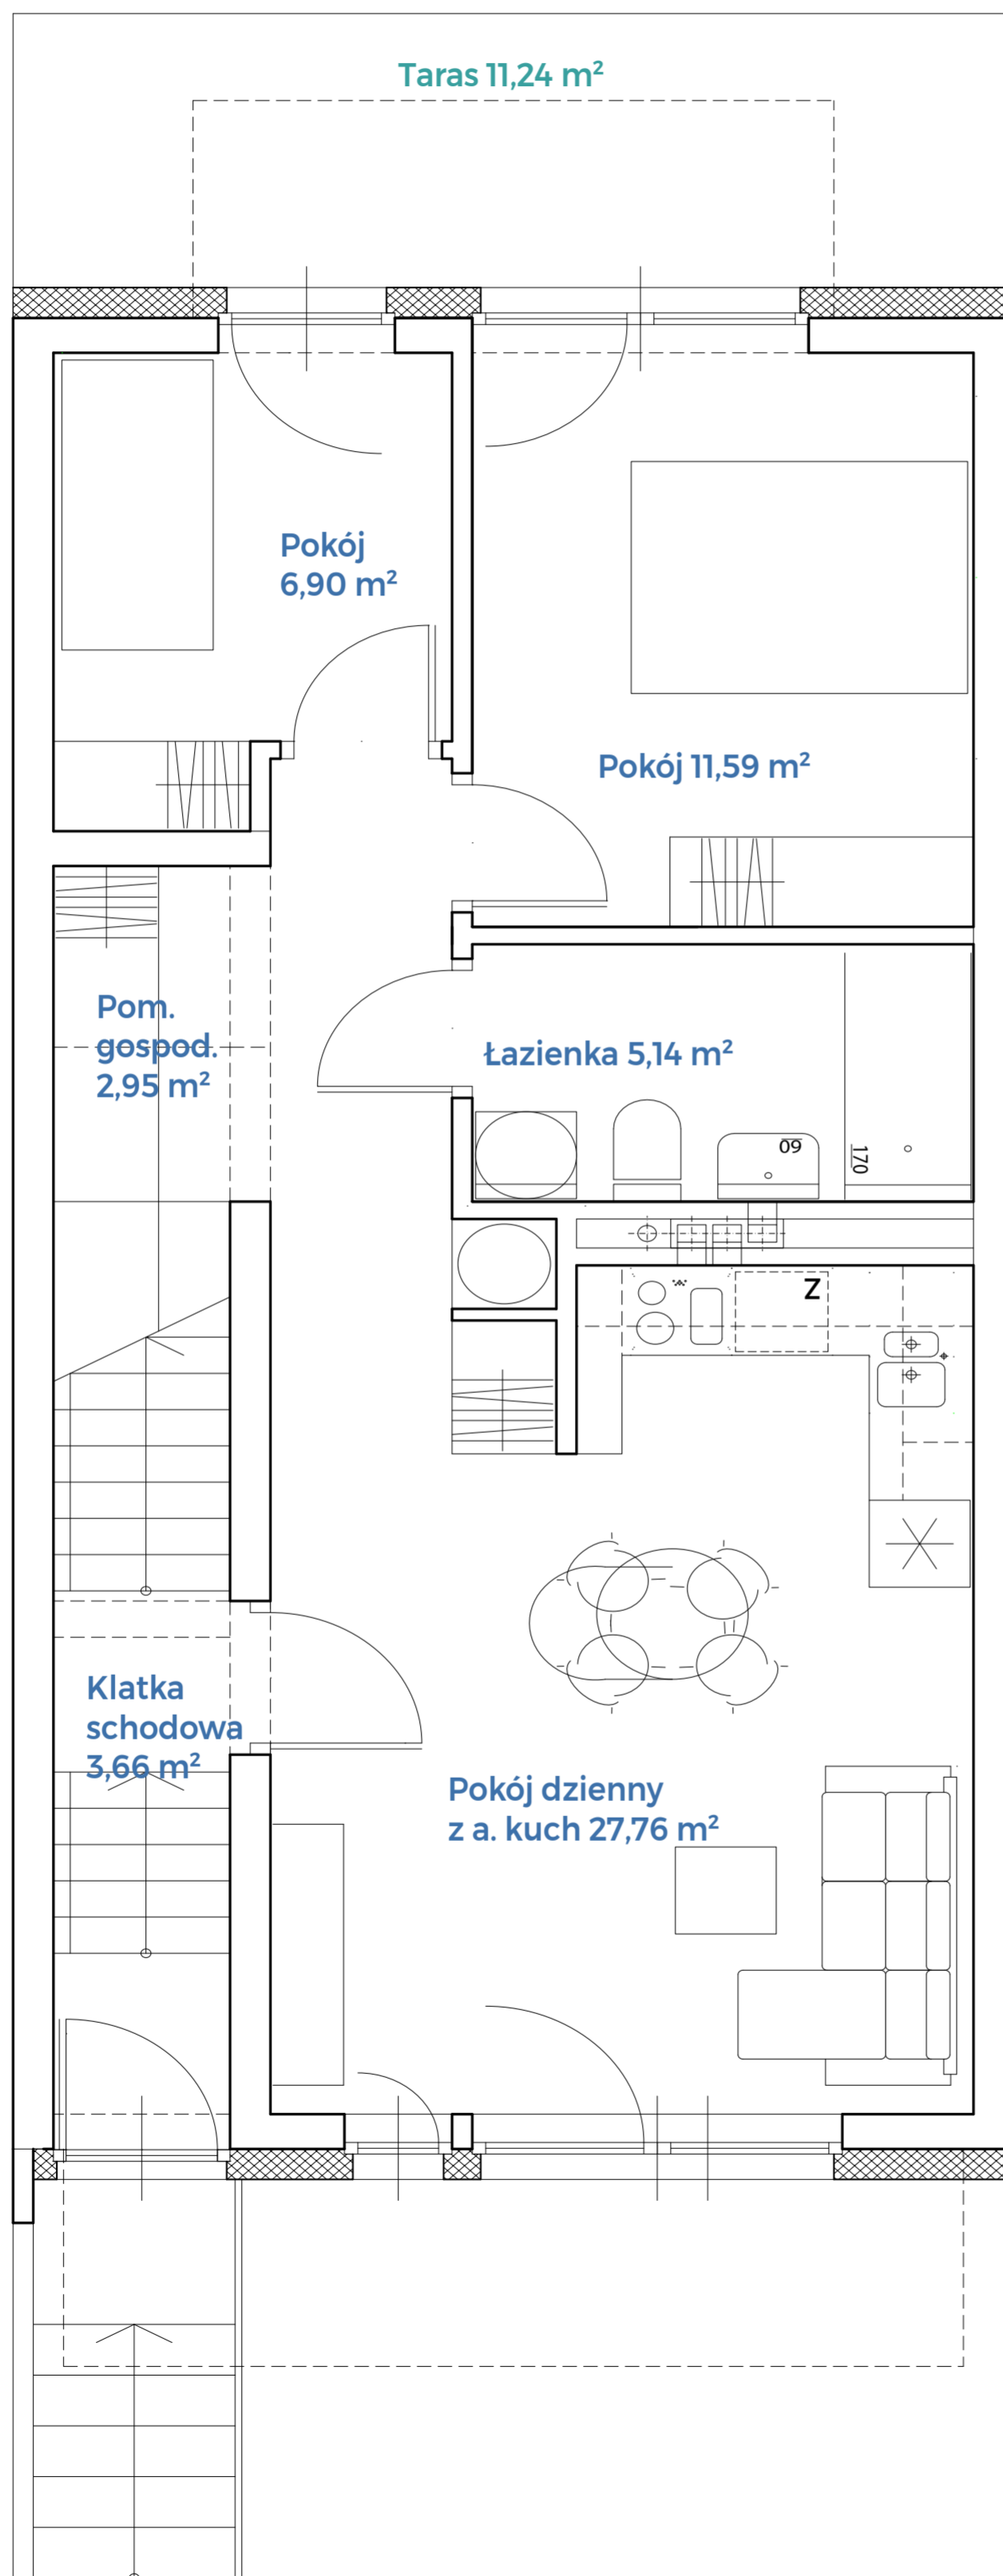 Taras 11,24 m²
Pokój
6,90 m²
Pokój 11,59 m²
Pom.
gospod.
2,95 m²
Łazienka 5,14 m²
60
170
Z
Klatka
schodowa
3,66 m²
Pokój dzienny
z a. kuch 27,76 m²